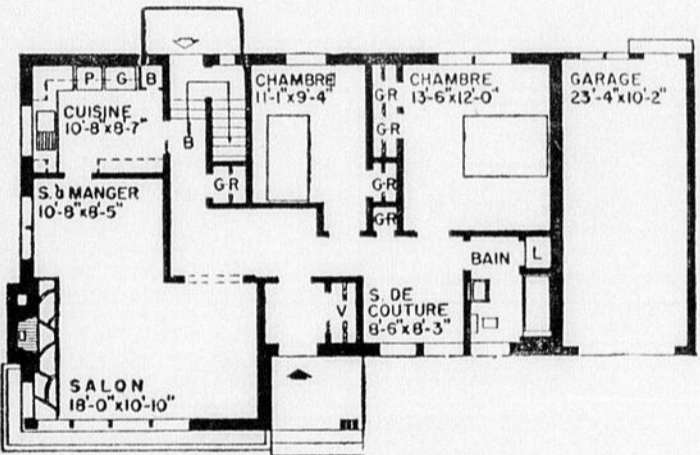 P G B
CUISINE
10'-8"x8'-7"
B
GR
CHAMBRE
11'-1"x9'-4"
GR
GR
GR
GR
CHAMBRE
13'-6"x12'-0"
GARAGE
23'-4"x10'-2"
S. à MANGER
10'-8"x8'-5"
BAIN
L
S. DE
COUTURE
8'-6"x8'-3"
V
SALON
18'-0"x10'-10"